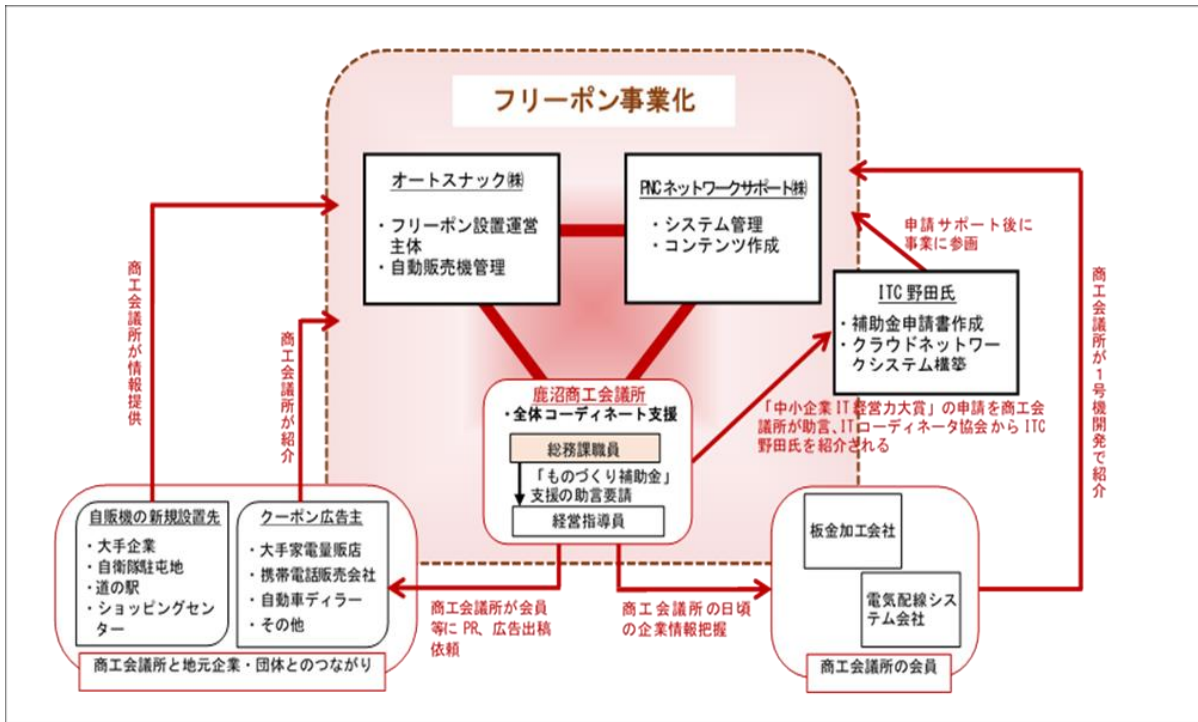 フリーポン事業化
オートスナック㈱
・フリーポン設置運営
主体
・自動販売機管理
PNCネットワークサポート㈱
・システム管理
・コンテンツ作成
申請サポート後に
事業に参画
ITC 野田氏
・補助金申請書作成
・クラウドネットワー
クシステム構築
商工会議所が情報提供
商工会議所が紹介
鹿沼商工会議所
・全体コーディネート支援
総務課職員
「ものづくり補助金」
支援の助言要請
経営指導員
「中小企業 IT 経営力大賞」の申請を商工会
議所が助言、IT コーディネータ協会から ITC
野田氏を紹介される
商工会議所が１号機開発で紹介
自販機の新規設置先
・大手企業
・自衛隊駐屯地
・道の駅
・ショッピングセン
ター
クーポン広告主
・大手家電量販店
・携帯電話販売会社
・自動車ディラー
・その他
商工会議所と地元企業・団体とのつながり
商工会議所が会員
等に PR、広告出稿
依頼
商工会議所の日頃
の企業情報把握
板金加工会社
電気配線シス
テム会社
商工会議所の会員